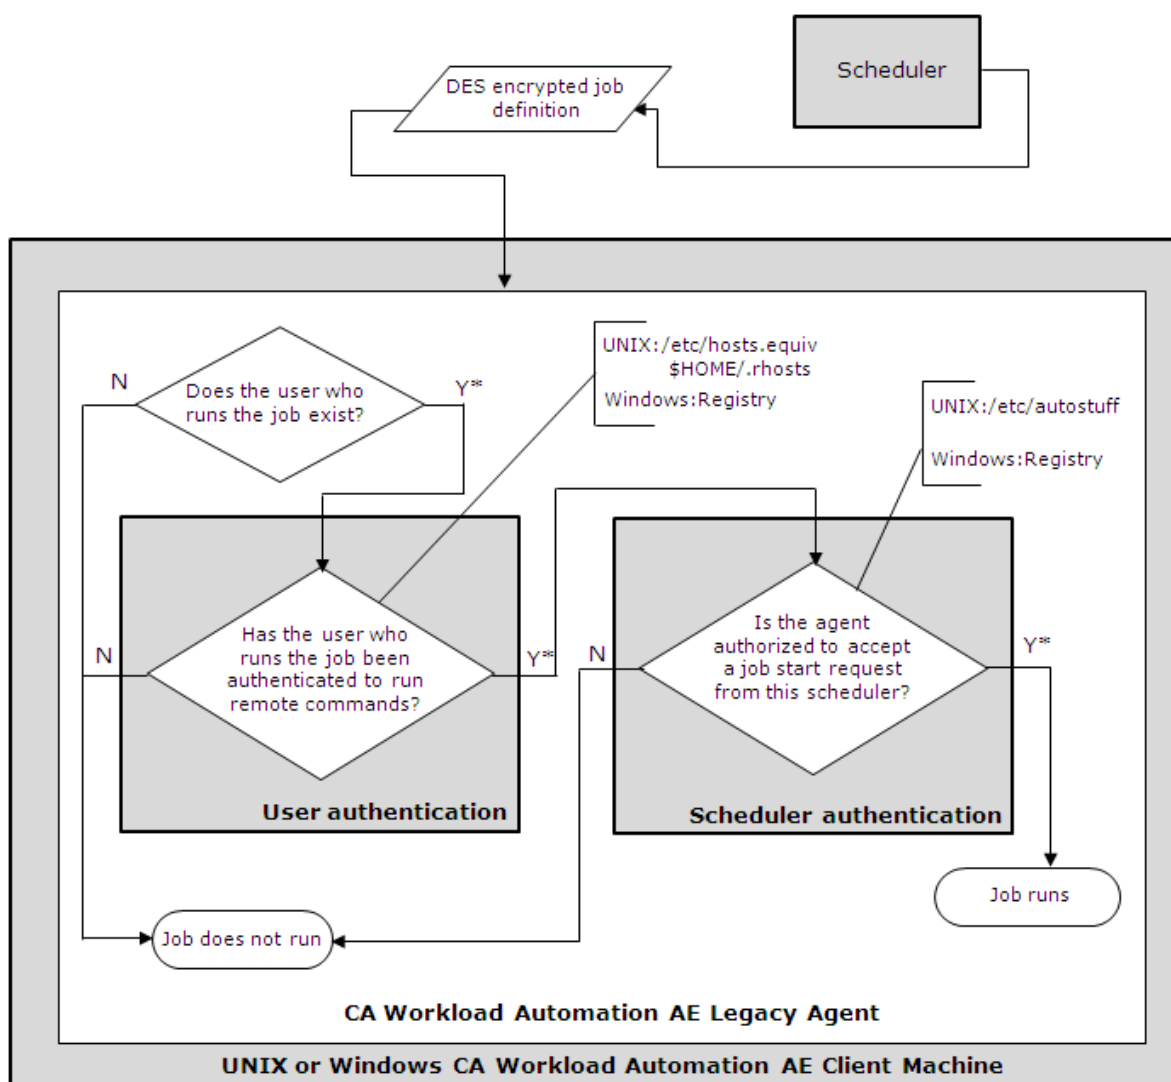 Scheduler
DES encrypted job
definition
UNIX:/etc/hosts.equiv
$HOME/.rhosts
Windows:Registry
N
Does the user who
runs the job exist?
Y*
UNIX:/etc/autostuff
Windows:Registry
N
Has the user who
runs the job been
authenticated to run
remote commands?
Y*
User authentication
N
Is the agent
authorized to accept
a job start request
from this scheduler?
Y*
Scheduler authentication
Job runs
Job does not run
CA Workload Automation AE Legacy Agent
UNIX or Windows CA Workload Automation AE Client Machine